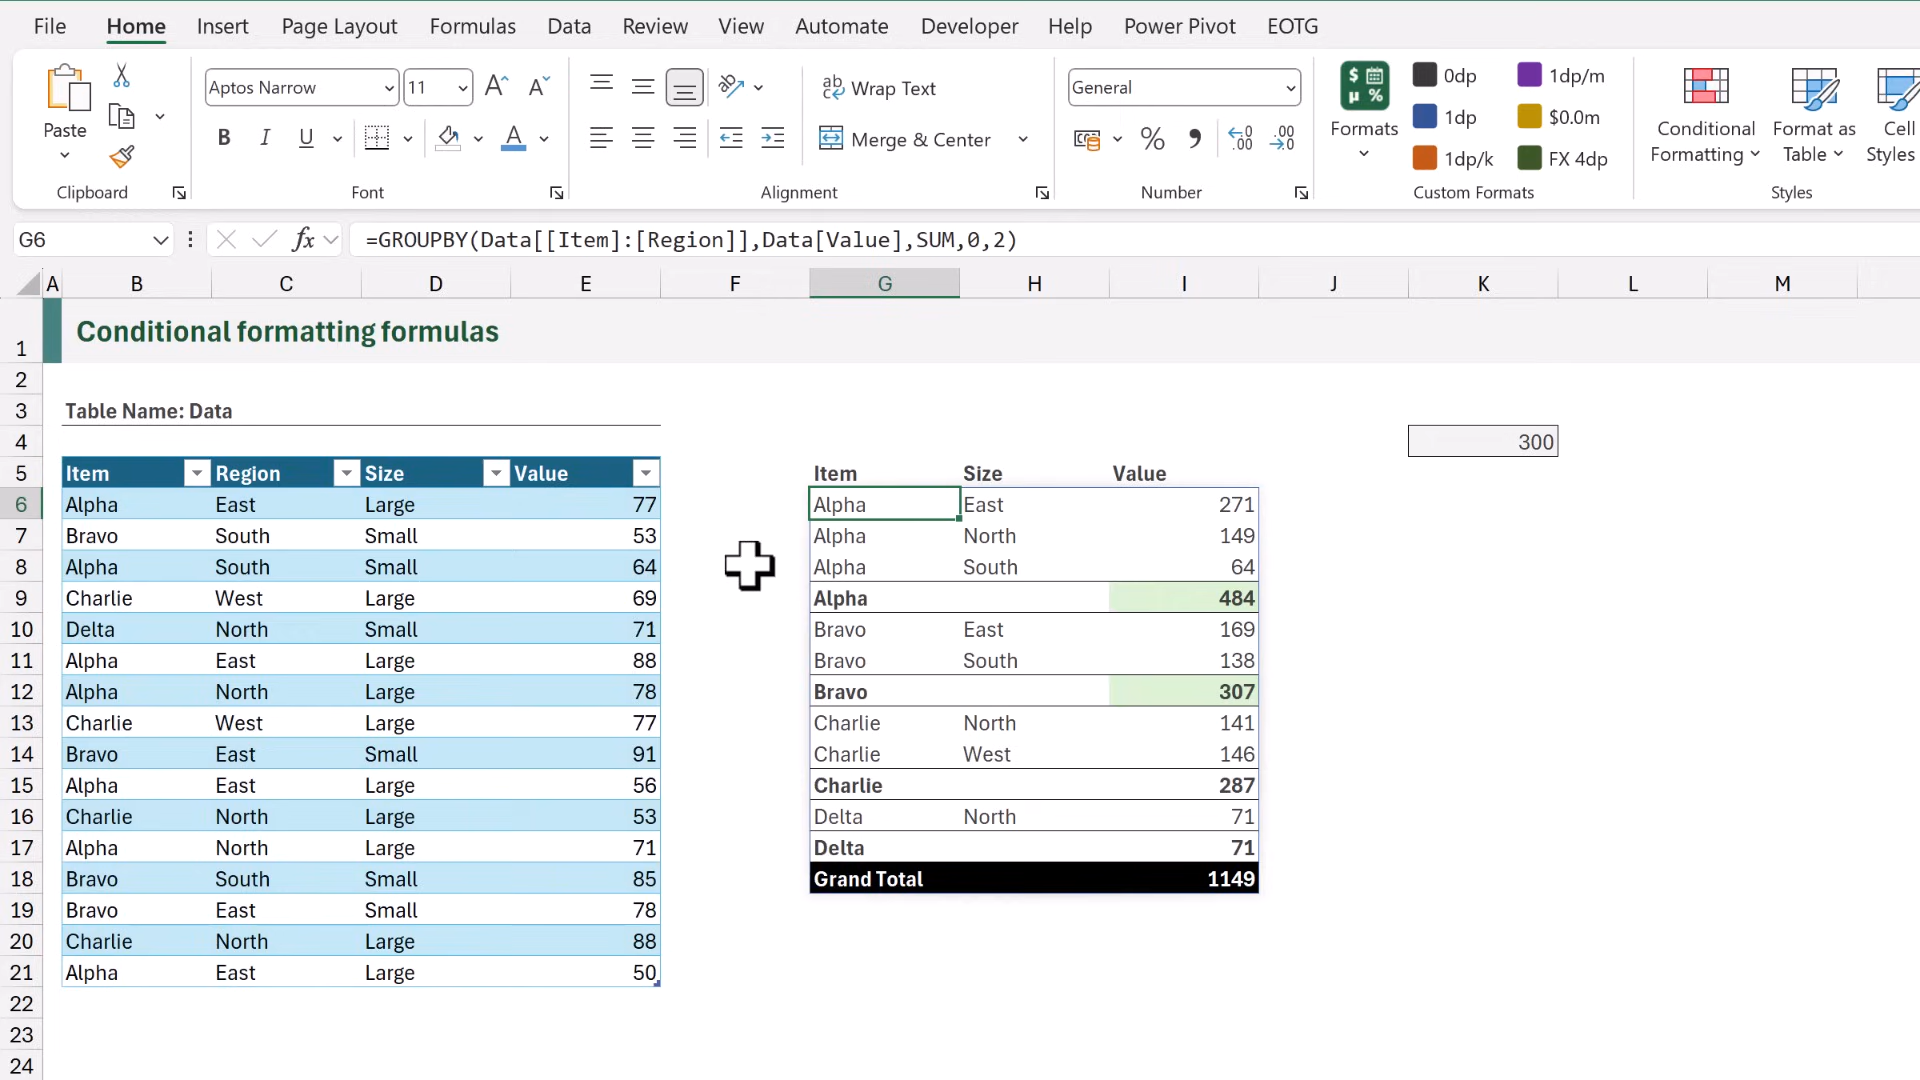 File Home Insert Page Layout Formulas Data Review View Automate Developer Help Power Pivot EOTG
Paste
Clipboard
Aptos Narrow 11
B I U
Font
Wrap Text
Merge & Center
Alignment
General
Number
Formats
0dp 1dp/m
1dp $0.0m
1dp/k FX 4dp
Custom Formats
Conditional Formatting
Format as Table
Cell Styles
Styles
G6 fx =GROUPBY(Data[[Item]:[Region]],Data[Value],SUM,0,2)
A B C D E F G H I J K L M
1 Conditional formatting formulas
2
3 Table Name: Data
4 300
5 Item Region Size Value Item Size Value
6 Alpha East Large 77 Alpha East 271
7 Bravo South Small 53 Alpha North 149
8 Alpha South Small 64 Alpha South 64
9 Charlie West Large 69 Alpha 484
10 Delta North Small 71 Bravo East 169
11 Alpha East Large 88 Bravo South 138
12 Alpha North Large 78 Bravo 307
13 Charlie West Large 77 Charlie North 141
14 Bravo East Small 91 Charlie West 146
15 Alpha East Large 56 Charlie 287
16 Charlie North Large 53 Delta North 71
17 Alpha North Large 71 Delta 71
18 Bravo South Small 85 Grand Total 1149
19 Bravo East Small 78
20 Charlie North Large 88
21 Alpha East Large 50
22
23
24